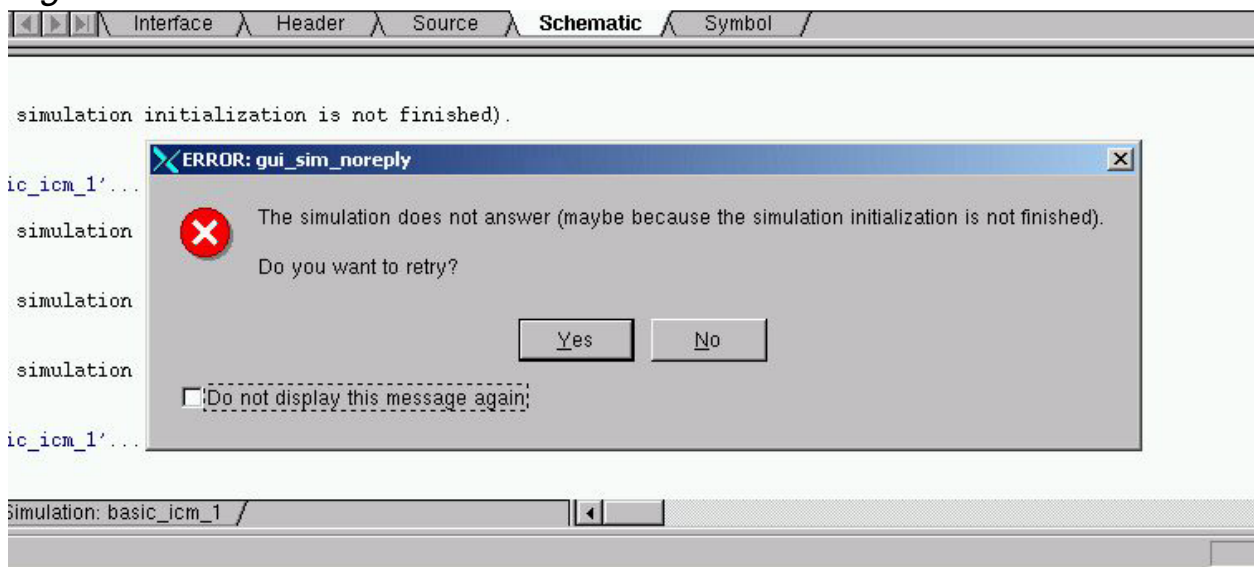 Interface Header Source Schematic Symbol
simulation initialization is not finished).
ERROR: gui_sim_noreply
ic_icm_1'...
The simulation does not answer (maybe because the simulation initialization is not finished).
simulation
Do you want to retry?
simulation
Yes No
simulation
Do not display this message again
ic_icm_1'...
Simulation: basic_icm_1